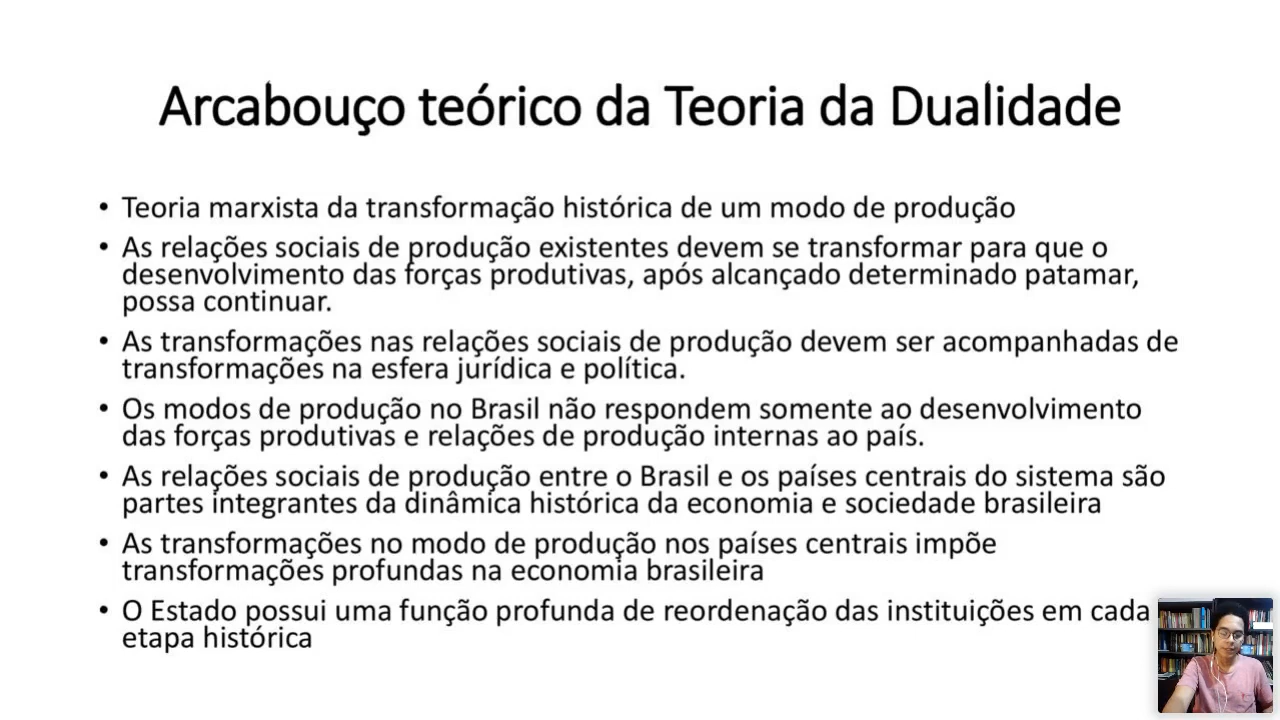 Arcabouço teórico da Teoria da Dualidade
• Teoria marxista da transformação histórica de um modo de produção
• As relações sociais de produção existentes devem se transformar para que o
desenvolvimento das forças produtivas, após alcançado determinado patamar,
possa continuar.
• As transformações nas relações sociais de produção devem ser acompanhadas de
transformações na esfera jurídica e política.
• Os modos de produção no Brasil não respondem somente ao desenvolvimento
das forças produtivas e relações de produção internas ao país.
• As relações sociais de produção entre o Brasil e os países centrais do sistema são
partes integrantes da dinâmica histórica da economia e sociedade brasileira
• As transformações no modo de produção nos países centrais impõe
transformações profundas na economia brasileira
• O Estado possui uma função profunda de reordenação das instituições em cada
etapa histórica